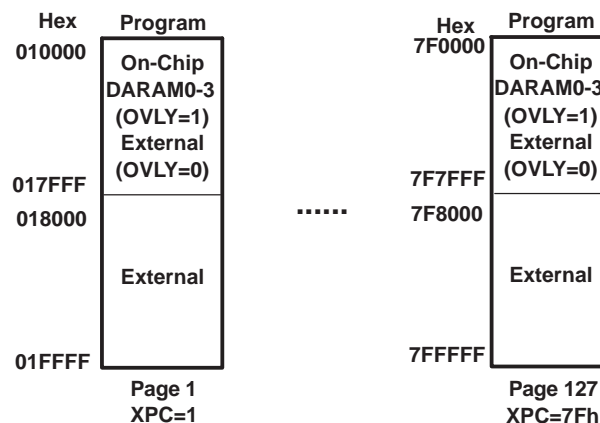 Hex
Program
010000
On-Chip
DARAM0-3
(OVLY=1)
External
(OVLY=0)
017FFF
018000
External
01FFFF
Page 1
XPC=1
......
Hex
Program
7F0000
On-Chip
DARAM0-3
(OVLY=1)
External
(OVLY=0)
7F7FFF
7F8000
External
7FFFFF
Page 127
XPC=7Fh